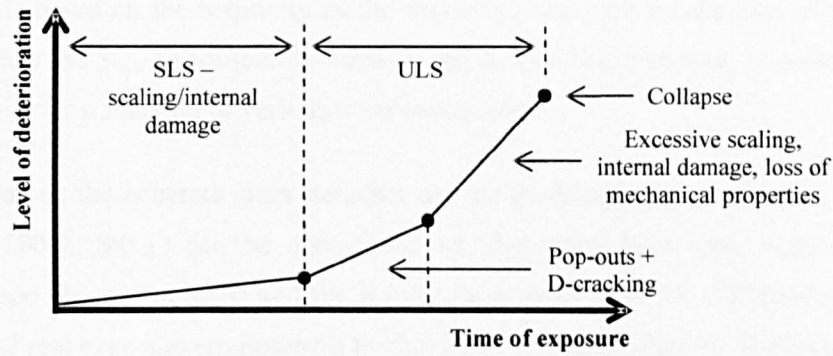 Level of deterioration
SLS –
scaling/internal
damage
ULS
Collapse
Excessive scaling,
internal damage, loss of
mechanical properties
Pop-outs +
D-cracking
Time of exposure